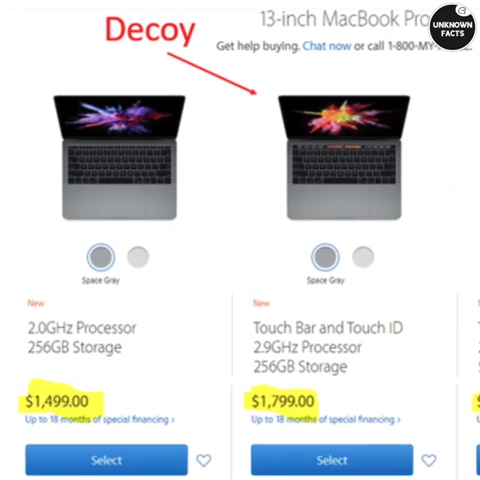 13-inch MacBook Pro
Decoy
UNKNOWN
FACTS
Get help buying. Chat now or call 1-800-MY-
Space Gray
Space Gray
New
New
2.0GHz Processor
256GB Storage
Touch Bar and Touch ID
2.9GHz Processor
256GB Storage
$1,499.00
$1,799.00
Up to 18 months of special financing ›
Up to 18 months of special financing ›
Select
Select